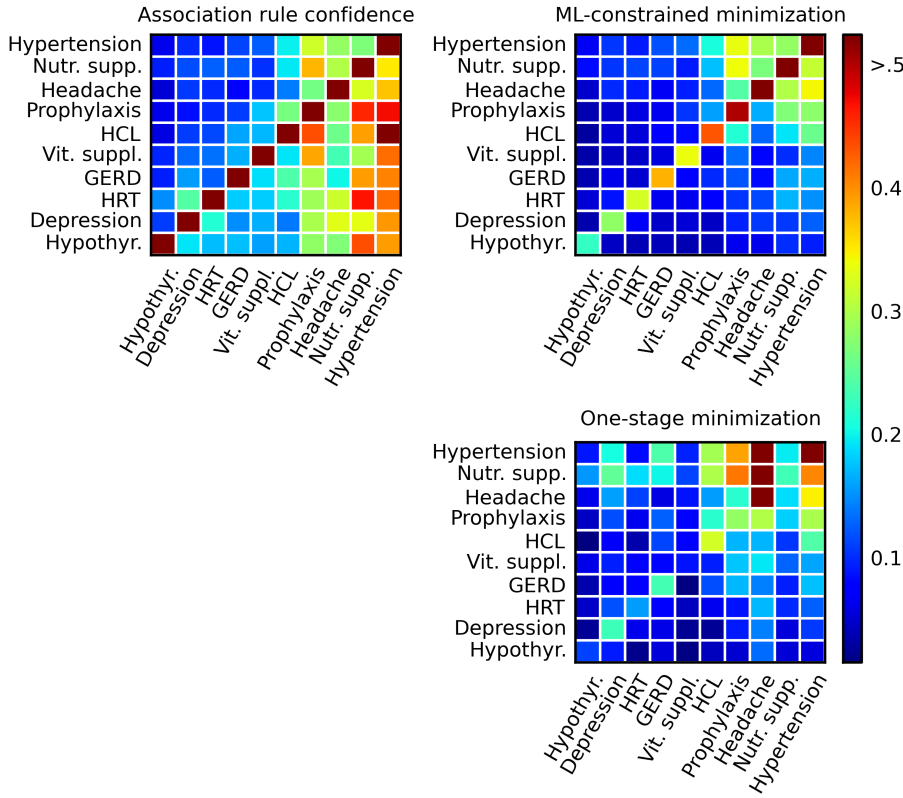 Association rule confidence
Hypertension
Nutr. supp.
Headache
Prophylaxis
HCL
Vit. suppl.
GERD
HRT
Depression
Hypothyr.
Hypothyr.
Depression
HRT
GERD
Vit. suppl.
HCL
Prophylaxis
Headache
Nutr. supp.
Hypertension
ML-constrained minimization
Hypertension
Nutr. supp.
Headache
Prophylaxis
HCL
Vit. suppl.
GERD
HRT
Depression
Hypothyr.
Hypothyr.
Depression
HRT
GERD
Vit. suppl.
HCL
Prophylaxis
Headache
Nutr. supp.
Hypertension
One-stage minimization
Hypertension
Nutr. supp.
Headache
Prophylaxis
HCL
Vit. suppl.
GERD
HRT
Depression
Hypothyr.
Hypothyr.
Depression
HRT
GERD
Vit. suppl.
HCL
Prophylaxis
Headache
Nutr. supp.
Hypertension
>.5
0.4
0.3
0.2
0.1